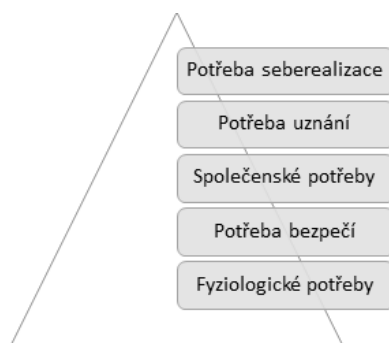 Potřeba seberealizace
Potřeba uznání
Společenské potřeby
Potřeba bezpečí
Fyziologické potřeby